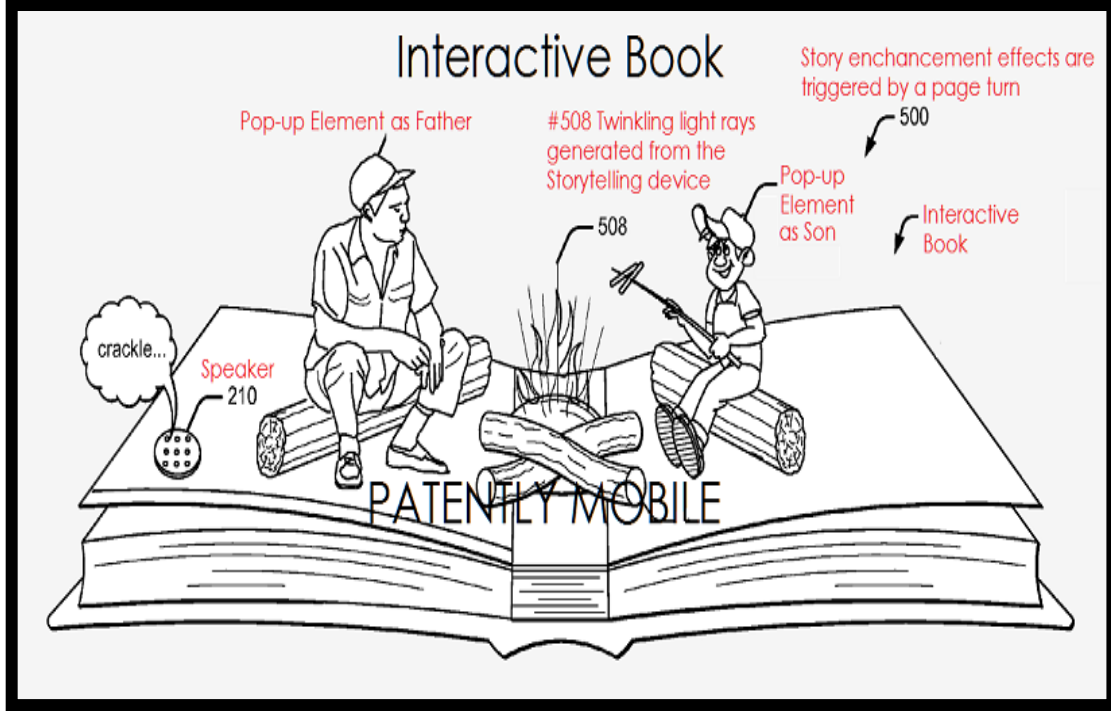 Interactive Book
Story enchancement effects are
triggered by a page turn
500
Pop-up Element as Father
#508 Twinkling light rays
generated from the
Storytelling device
508
Pop-up
Element
as Son
Interactive
Book
crackle...
Speaker
210
PATENTLY MOBILE